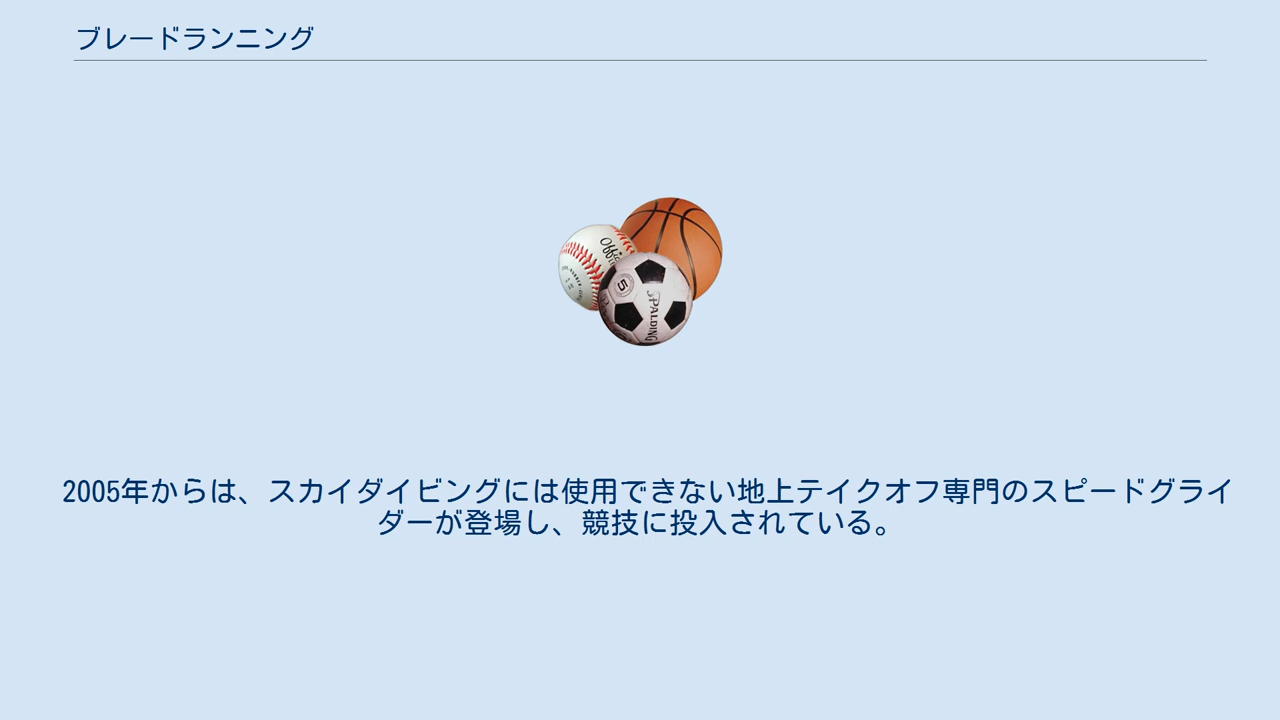 ブレードランニング
Offici
5
SPALDING
2005年からは、スカイダイビングには使用できない地上テイクオフ専門のスピードグライ
ダーが登場し、競技に投入されている。